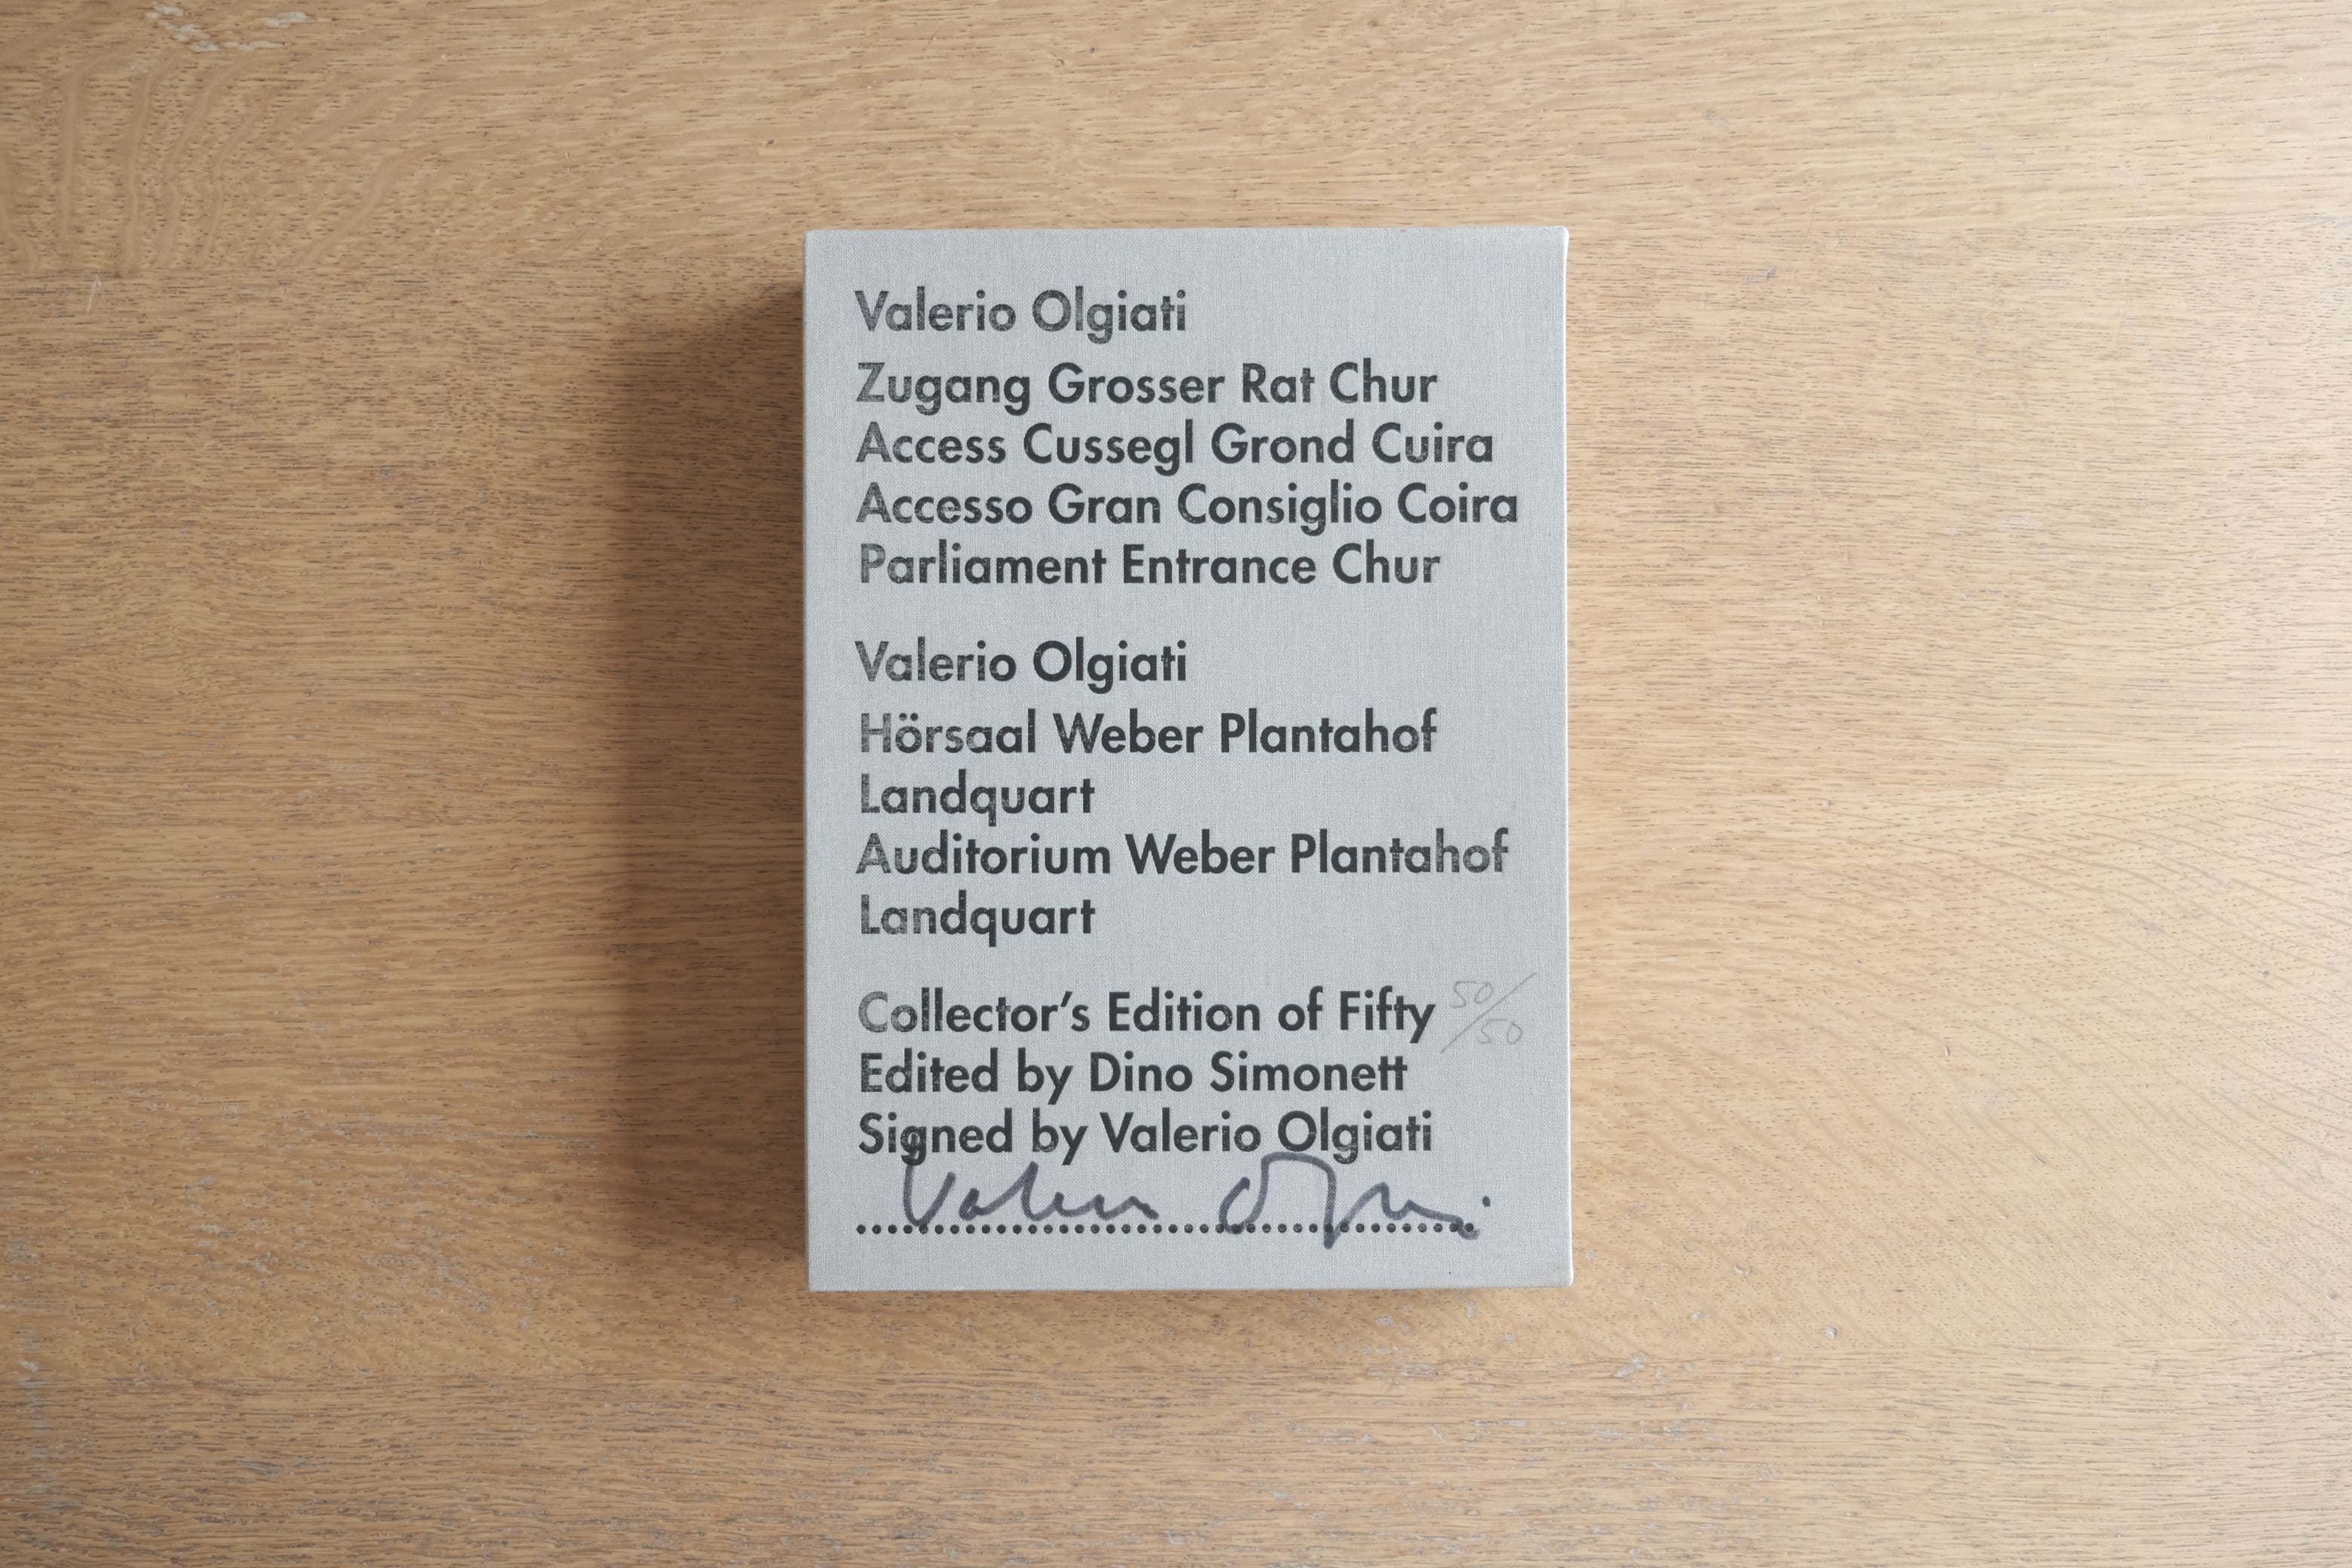 Valerio Olgiati
Zugang Grosser Rat Chur
Access Cussegl Grond Cuira
Accesso Gran Consiglio Coira
Parliament Entrance Chur
Valerio Olgiati
Hörsaal Weber Plantahof
Landquart
Auditorium Weber Plantahof
Landquart
Collector’s Edition of Fifty 50/50
Edited by Dino Simonett
Signed by Valerio Olgiati
Valerio Olgiati